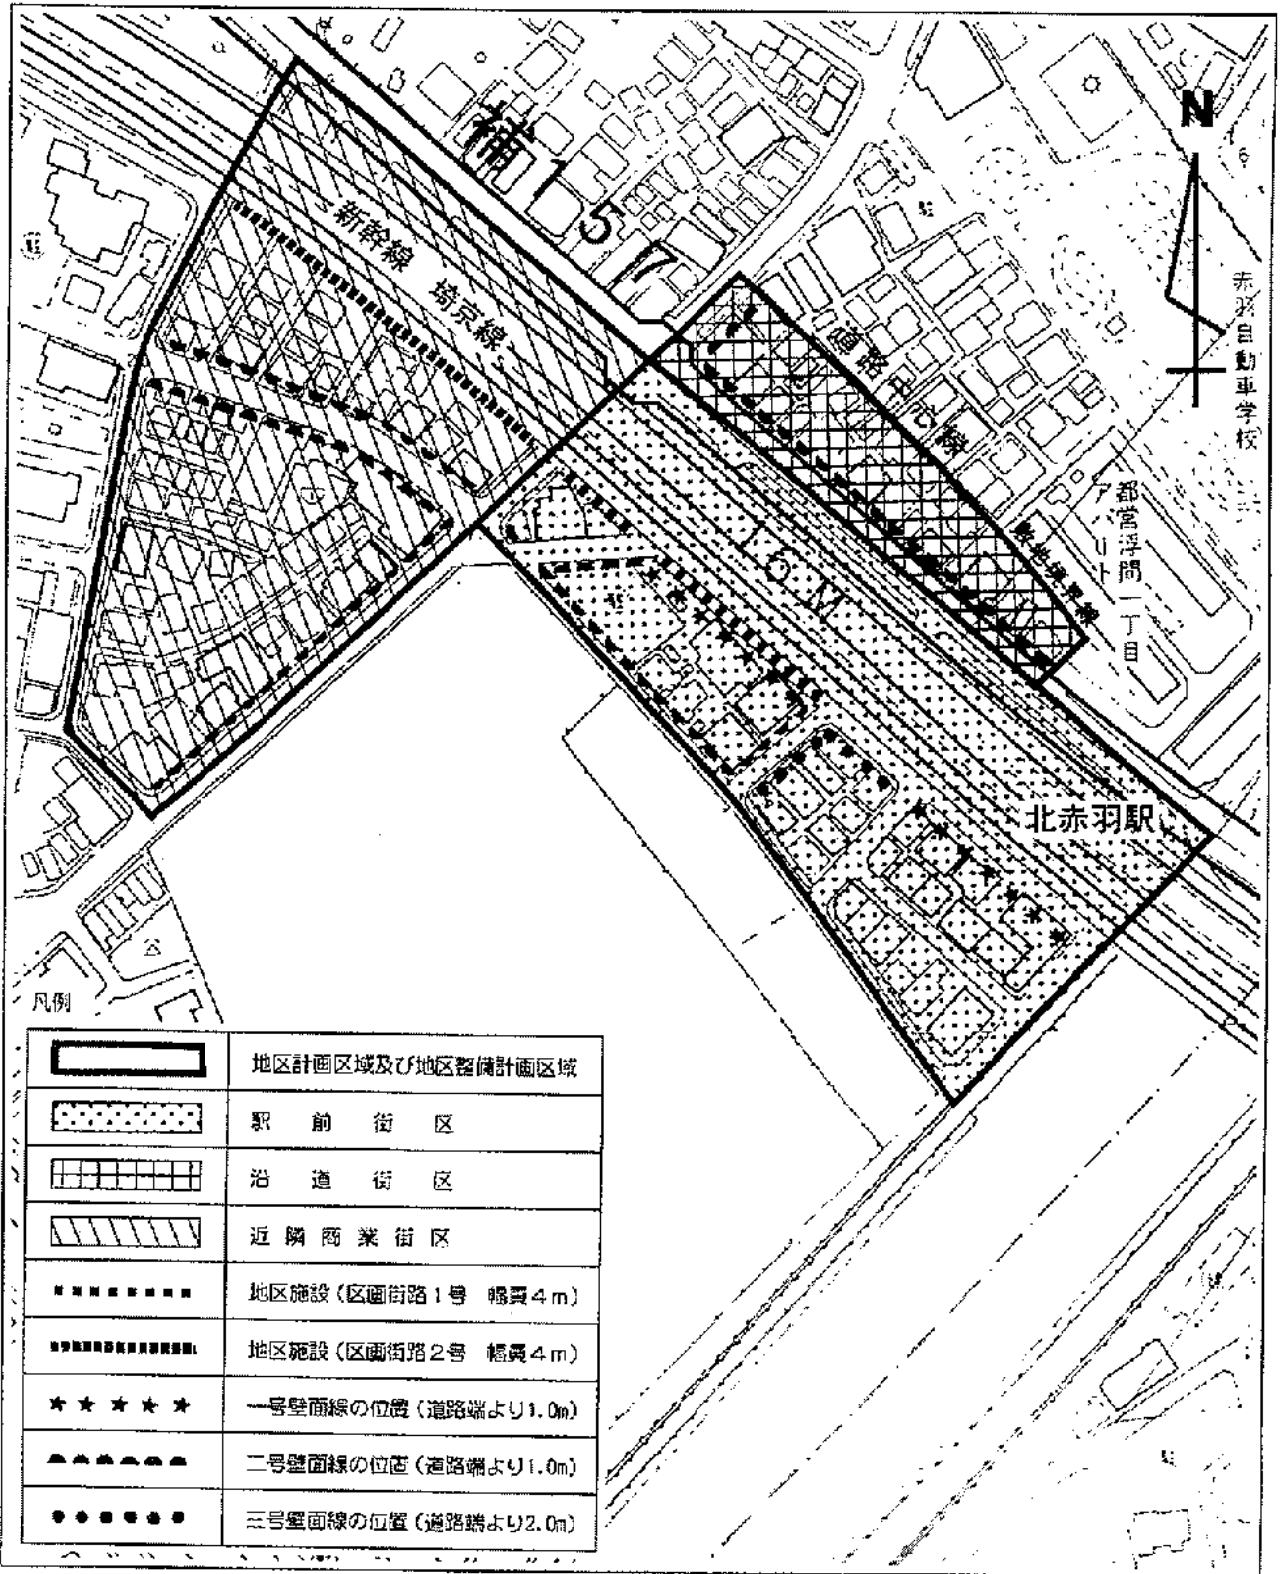 N
補157
新幹線
埼京線
道路中心線
敷地境界線
赤羽自動車学校
都営浮間一丁目
アパート
16M
北赤羽駅
凡例
地区計画区域及び地区整備計画区域
駅前街区
沿道街区
近隣商業街区
地区施設(区画街路1号 幅員4m)
地区施設(区画街路2号 幅員4m)
一号壁面線の位置(道路端より1.0m)
二号壁面線の位置(道路端より1.0m)
三号壁面線の位置(道路端より2.0m)